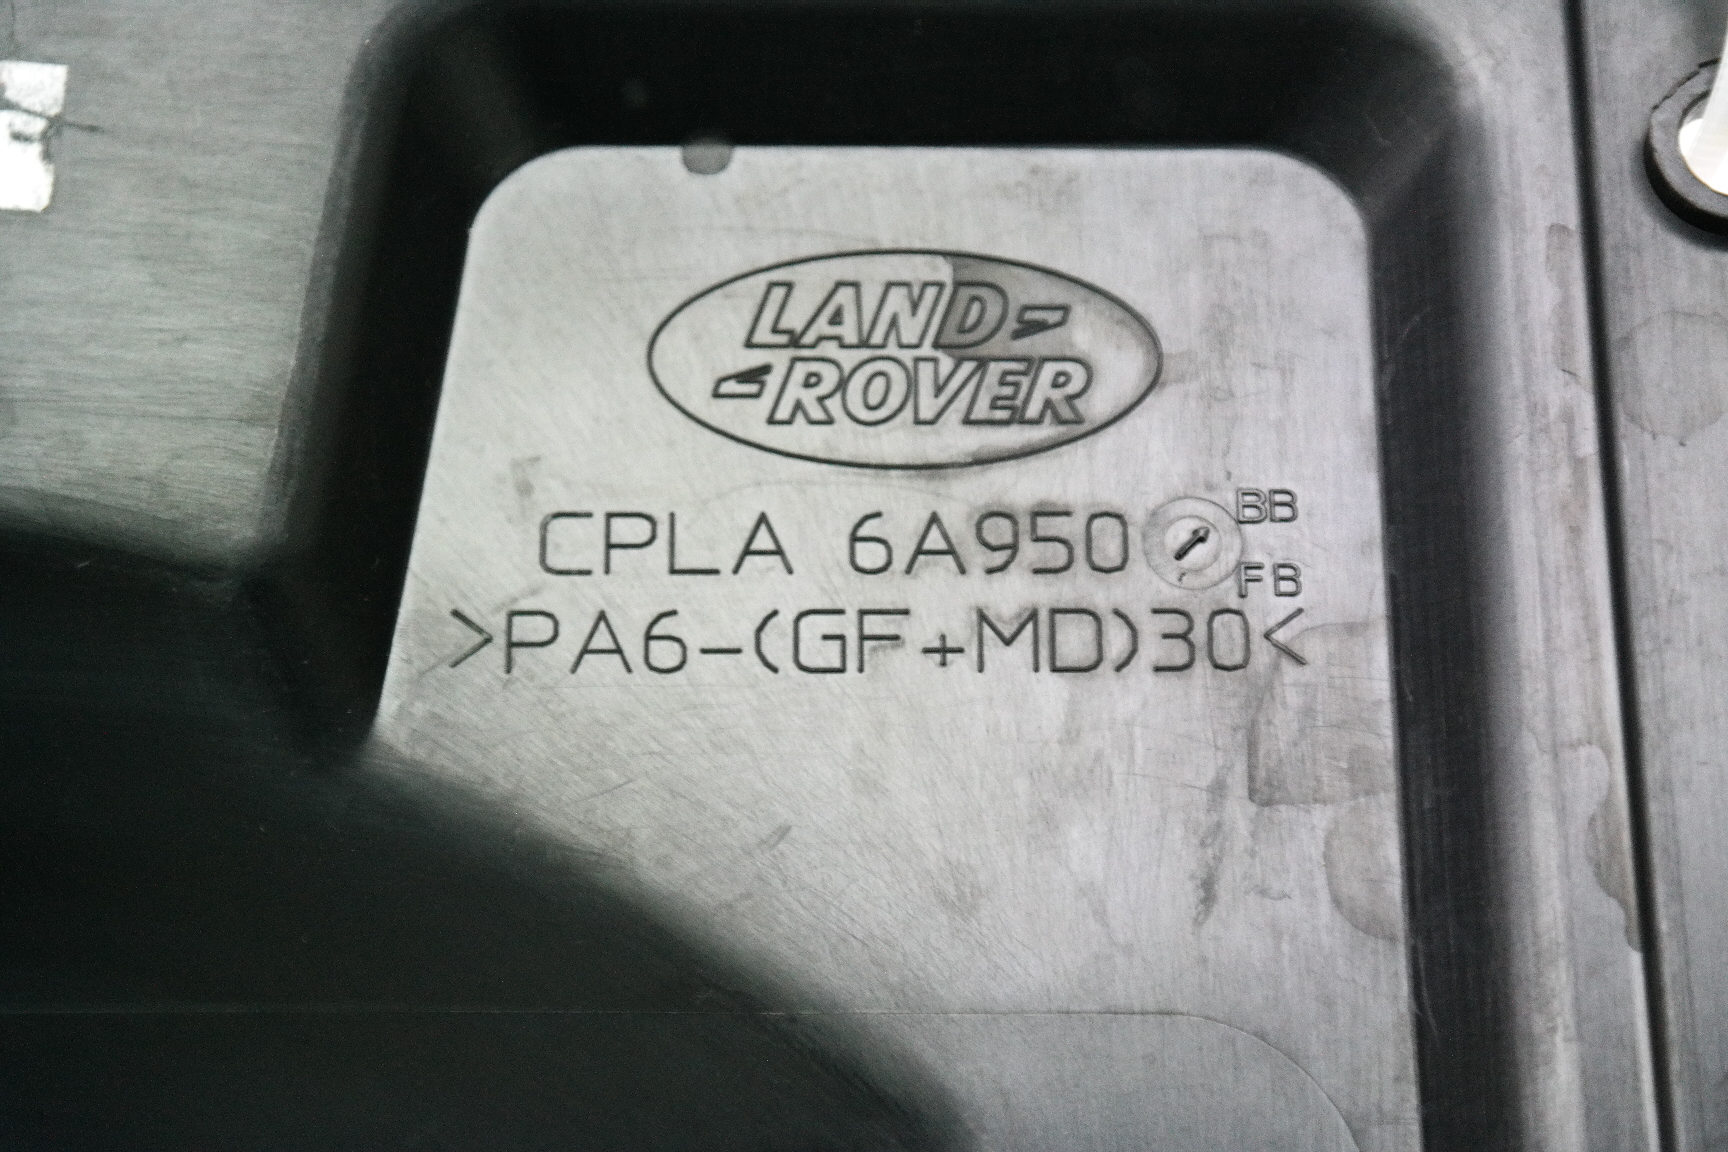 LAND
ROVER
CPLA 6A950 BB
FB
>PA6-(GF+MD)30<